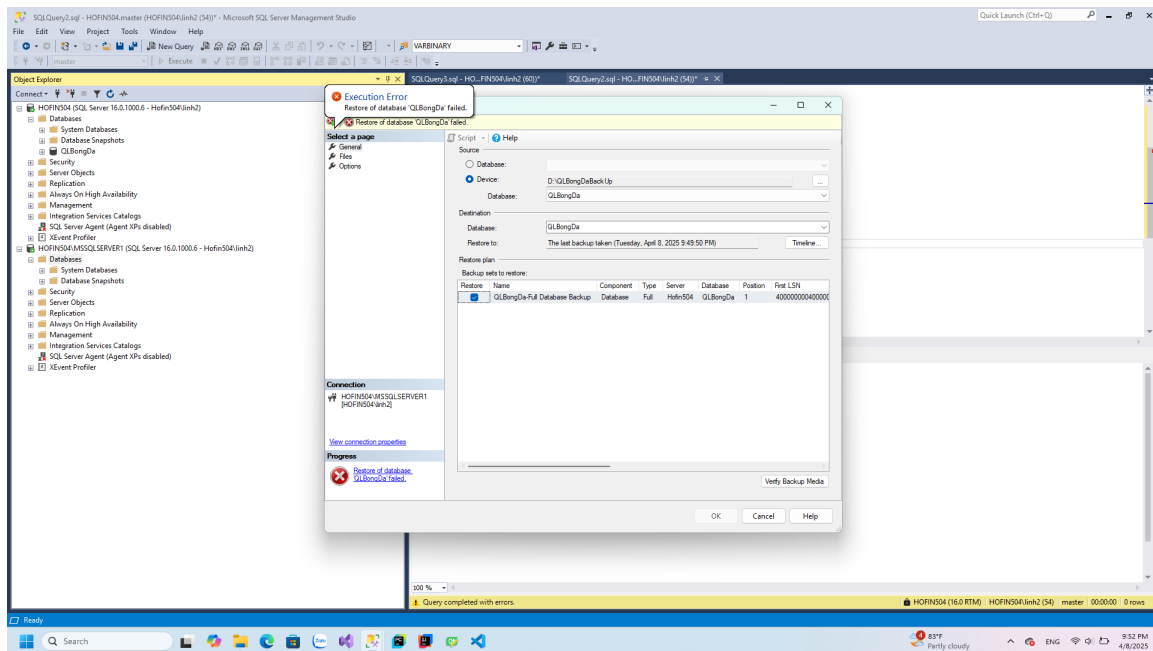 SQLQuery2.sql - HOFIN504.master (HOFIN504\linh2 (54))* - Microsoft SQL Server Management Studio
Quick Launch (Ctrl+Q)
File Edit View Project Tools Window Help
New Query
VARBINARY
master
Execute
Object Explorer
SQLQuery3.sql - HO...FIN504\linh2 (60))*
SQLQuery2.sql - HO...FIN504\linh2 (54))*
Connect
HOFIN504 (SQL Server 16.0.1000.6 - Hofin504\linh2)
Databases
System Databases
Database Snapshots
QLBongDa
Security
Server Objects
Replication
Always On High Availability
Management
Integration Services Catalogs
SQL Server Agent (Agent XPs disabled)
XEvent Profiler
HOFIN504\MSSQLSERVER1 (SQL Server 16.0.1000.6 - Hofin504\linh2)
Databases
System Databases
Database Snapshots
Security
Server Objects
Replication
Always On High Availability
Management
Integration Services Catalogs
SQL Server Agent (Agent XPs disabled)
XEvent Profiler
Execution Error
Restore of database 'QLBongDa' failed.
Restore of database 'QLBongDa' failed.
Select a page
General
Files
Options
Script
Help
Source
Database:
Device:
D:\QLBongDaBackUp
...
Database:
QLBongDa
Destination
Database:
QLBongDa
Restore to:
The last backup taken (Tuesday, April 8, 2025 9:49:50 PM)
Timeline...
Restore plan
Backup sets to restore:
Restore Name Component Type Server Database Position First LSN
QLBongDa-Full Database Backup Database Full Hofin504 QLBongDa 1
Connection
HOFIN504\MSSQLSERVER1
[HOFIN504\linh2]
View connection properties
Progress
Restore of database
'QLBongDa' failed.
Verify Backup Media
OK Cancel Help
100 %
Query completed with errors.
HOFIN504 (16.0 RTM)
HOFIN504\linh2 (54)
master
00:00:00
0 rows
Ready
Search
Zalo
4
83°F
Partly cloudy
ENG
9:52 PM
4/8/2025